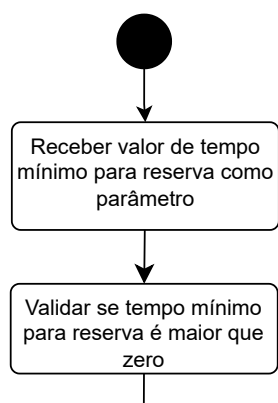 Receber valor de tempo
mínimo para reserva como
parâmetro
Validar se tempo mínimo
para reserva é maior que
zero